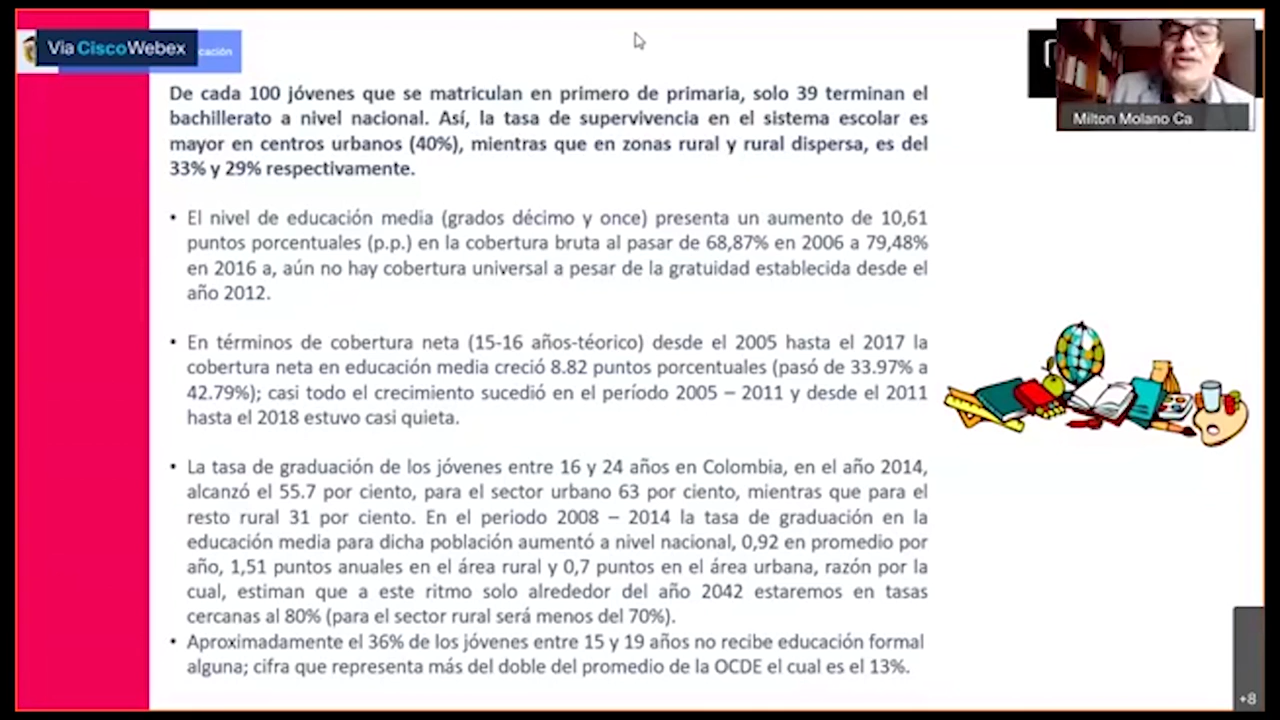 Vía CiscoWebex
cación
Milton Molano Ca
De cada 100 jóvenes que se matriculan en primero de primaria, solo 39 terminan el
bachillerato a nivel nacional. Así, la tasa de supervivencia en el sistema escolar es
mayor en centros urbanos (40%), mientras que en zonas rural y rural dispersa, es del
33% y 29% respectivamente.
• El nivel de educación media (grados décimo y once) presenta un aumento de 10,61
puntos porcentuales (p.p.) en la cobertura bruta al pasar de 68,87% en 2006 a 79,48%
en 2016 a, aún no hay cobertura universal a pesar de la gratuidad establecida desde el
año 2012.
• En términos de cobertura neta (15-16 años-téorico) desde el 2005 hasta el 2017 la
cobertura neta en educación media creció 8.82 puntos porcentuales (pasó de 33.97% a
42.79%); casi todo el crecimiento sucedió en el período 2005 – 2011 y desde el 2011
hasta el 2018 estuvo casi quieta.
• La tasa de graduación de los jóvenes entre 16 y 24 años en Colombia, en el año 2014,
alcanzó el 55.7 por ciento, para el sector urbano 63 por ciento, mientras que para el
resto rural 31 por ciento. En el periodo 2008 – 2014 la tasa de graduación en la
educación media para dicha población aumentó a nivel nacional, 0,92 en promedio por
año, 1,51 puntos anuales en el área rural y 0,7 puntos en el área urbana, razón por la
cual, estiman que a este ritmo solo alrededor del año 2042 estaremos en tasas
cercanas al 80% (para el sector rural será menos del 70%).
• Aproximadamente el 36% de los jóvenes entre 15 y 19 años no recibe educación formal
alguna; cifra que representa más del doble del promedio de la OCDE el cual es el 13%.
+8